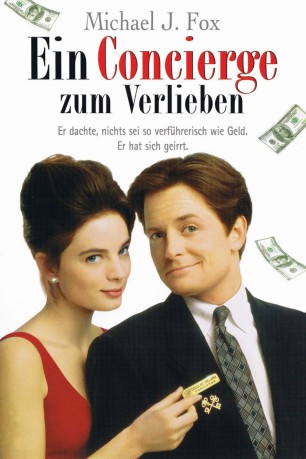 Michael J. Fox
Ein Concierge
zum Verlieben
Er dachte, nichts sei so verführerisch wie Geld.
Er hat sich geirrt.